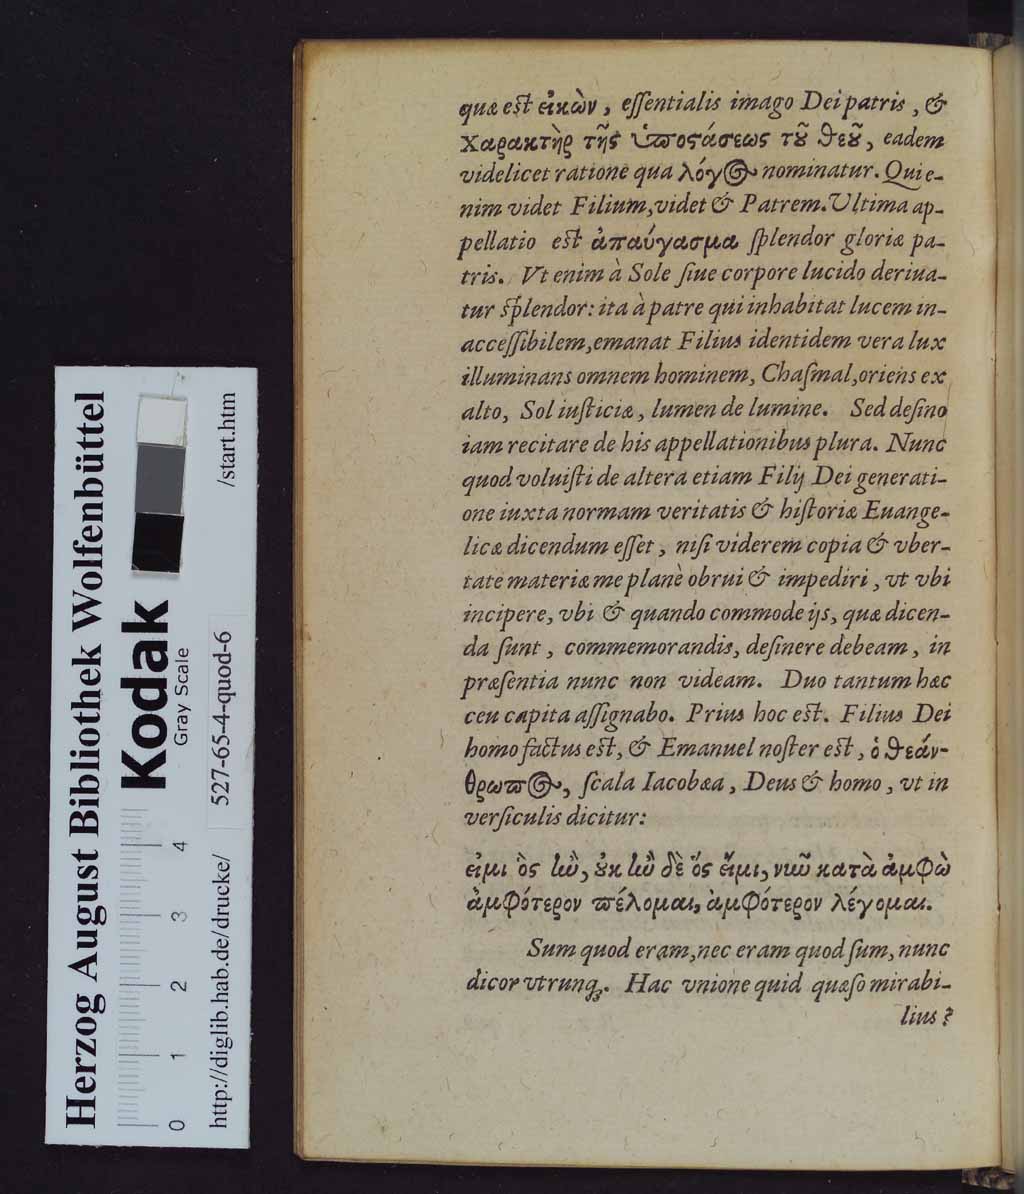 quæ est εἰκὼν, eſſentialis imago Dei patris, &
χαρακτὴρ τῆς ὑποστάσεως τοῦ θεοῦ, eadem
videlicet ratione qua λόγος nominatur. Qui e-
nim videt Filium, videt & Patrem. Vltima ap-
pellatio est ἀπαύγασμα ſplendor gloriæ pa-
tris. Vt enim à Sole ſiue corpore lucido deriua-
tur ſplendor: ita à patre qui inhabitat lucem in-
acceſſibilem, emanat Filius identidem vera lux
illuminans omnem hominem, Chaſmal, oriens ex
alto, Sol iuſticiæ, lumen de lumine. Sed deſino
iam recitare de his appellationibus plura. Nunc
quod voluiſti de altera etiam Filij Dei generati-
one iuxta normam veritatis & hiſtoriæ Euange-
licæ dicendum eſſet, niſi viderem copia & vber-
tate materiæ me planè obrui & impediri, vt vbi
incipere, vbi & quando commode ijs, quæ dicen-
da ſunt, commemorandis, deſinere debeam, in
præſentia nunc non videam. Duo tantum hæc
ceu capita aſſignabo. Prius hoc est. Filius Dei
homo factus est, & Emanuel noſter est, ὁ θεάν-
θρωπος, ſcala Iacobæa, Deus & homo, vt in
verſiculis dicitur:
εἰμὶ ὃς ἦν, οὐκ ἦν δὲ ὅς εἴμι, νῦν κατὰ ἀμφὼ
ἀμφότερον πέλομαι, ἀμφότερον λέγομαι.
Sum quod eram, nec eram quod ſum, nunc
dicor vtrunq́ꝫ. Hac vnione quid quæſo mirabi-
lius?
Herzog August Bibliothek Wolfenbüttel
Kodak
Gray Scale
0 1 2 3 4
http://diglib.hab.de/drucke/ 527-65-4-quod-6 /start.htm